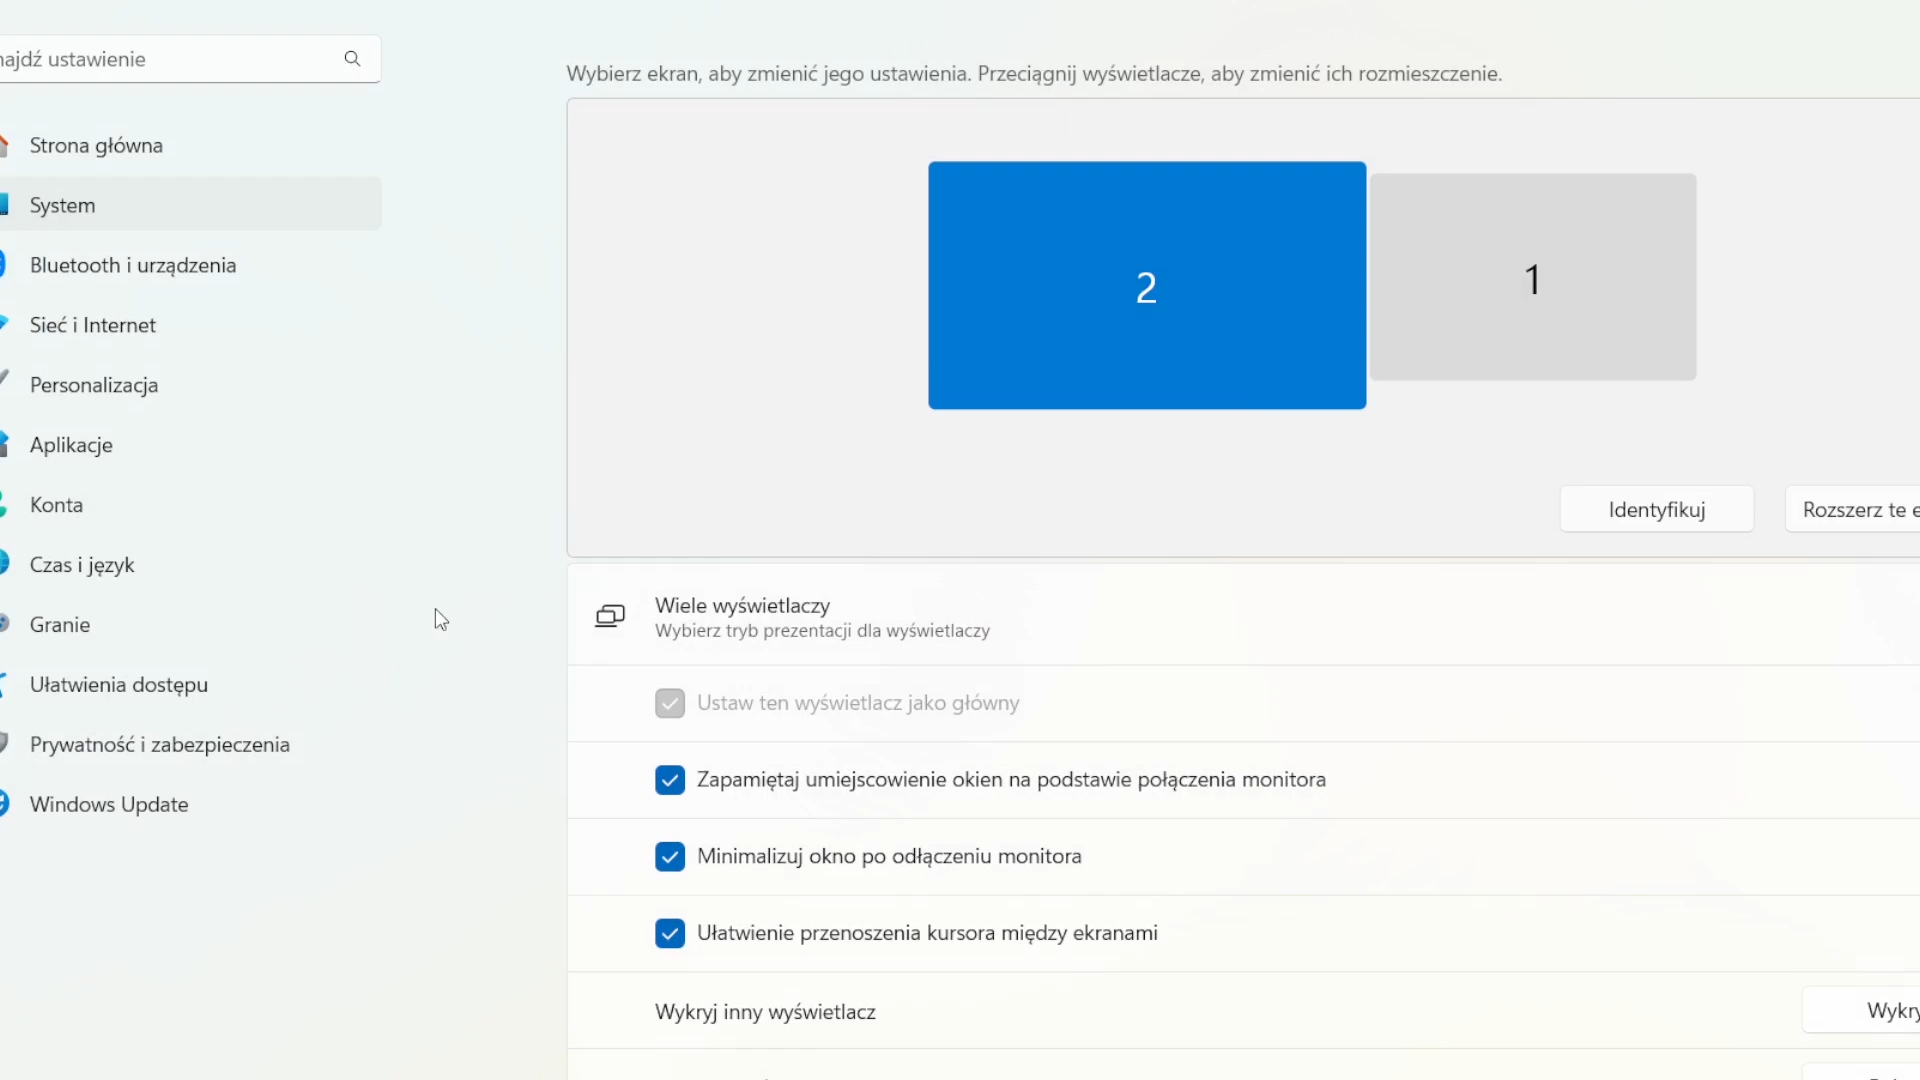 najdź ustawienie
Strona główna
System
Bluetooth i urządzenia
Sieć i Internet
Personalizacja
Aplikacje
Konta
Czas i język
Granie
Ułatwienia dostępu
Prywatność i zabezpieczenia
Windows Update
Wybierz ekran, aby zmienić jego ustawienia. Przeciągnij wyświetlacze, aby zmienić ich rozmieszczenie.
2
1
Identyfikuj
Rozszerz te e
Wiele wyświetlaczy
Wybierz tryb prezentacji dla wyświetlaczy
Ustaw ten wyświetlacz jako główny
Zapamiętaj umiejscowienie okien na podstawie połączenia monitora
Minimalizuj okno po odłączeniu monitora
Ułatwienie przenoszenia kursora między ekranami
Wykryj inny wyświetlacz
Wykry